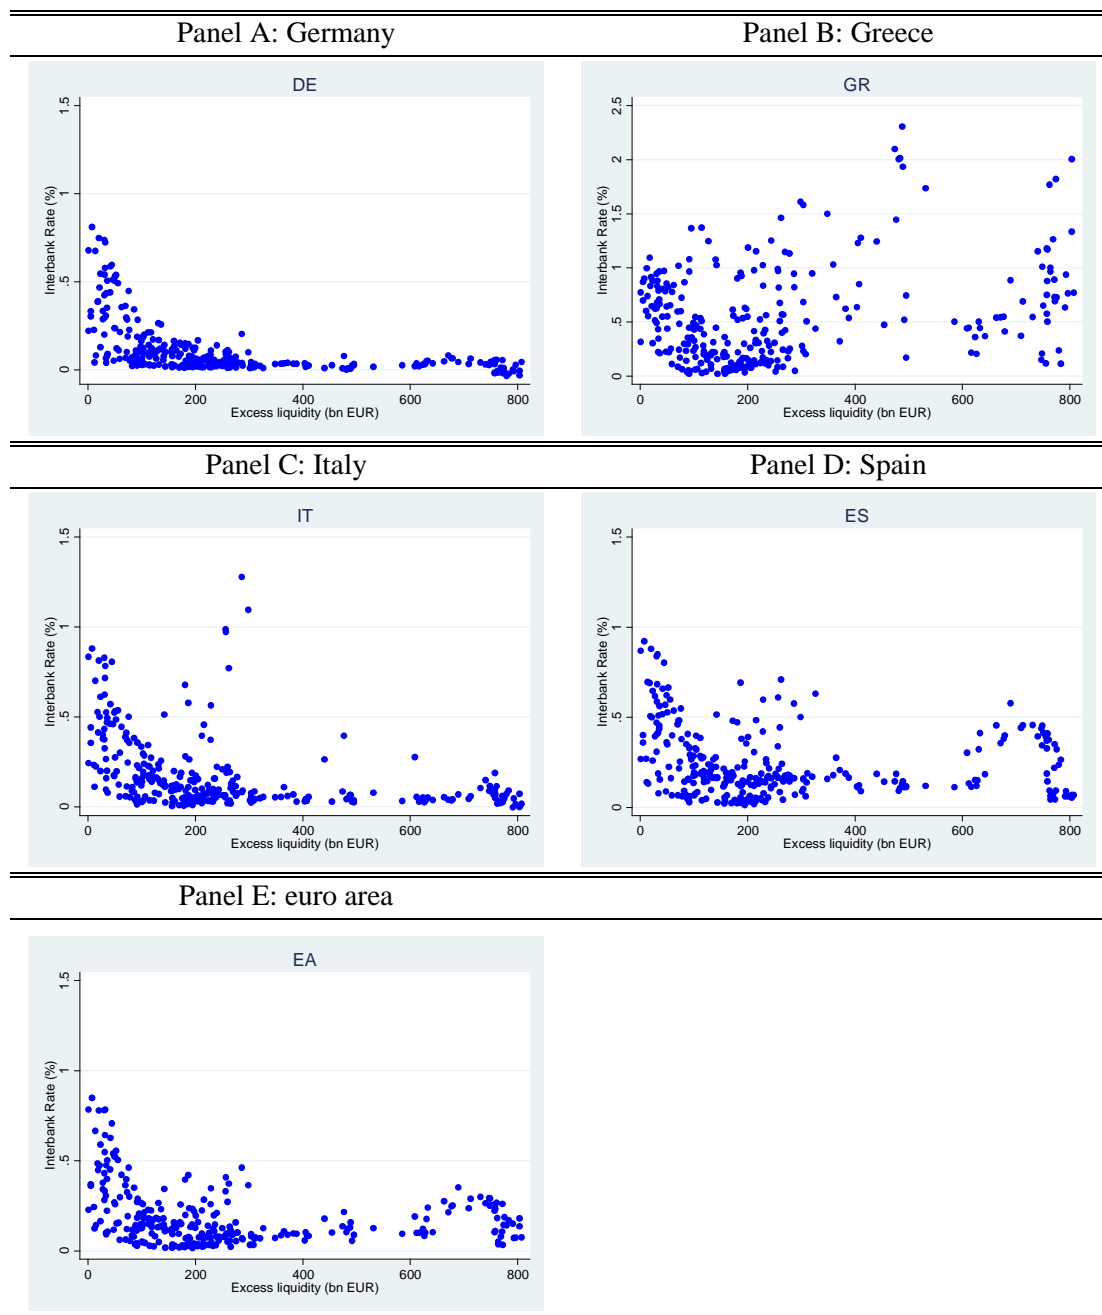 Panel A: Germany
Panel B: Greece
DE
Interbank Rate (%)
1.5
1
.5
0
0 200 400 600 800
Excess liquidity (bn EUR)
GR
Interbank Rate (%)
2.5
2
1.5
1
.5
0
0 200 400 600 800
Excess liquidity (bn EUR)
Panel C: Italy
Panel D: Spain
IT
Interbank Rate (%)
1.5
1
.5
0
0 200 400 600 800
Excess liquidity (bn EUR)
ES
Interbank Rate (%)
1.5
1
.5
0
0 200 400 600 800
Excess liquidity (bn EUR)
Panel E: euro area
EA
Interbank Rate (%)
1.5
1
.5
0
0 200 400 600 800
Excess liquidity (bn EUR)